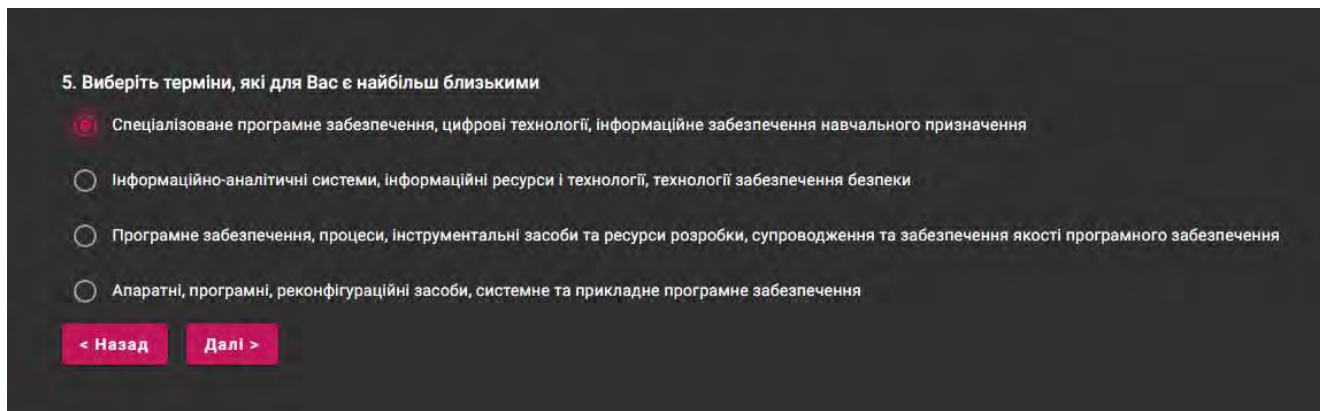 5. Виберіть терміни, які для Вас є найбільш близькими
Спеціалізоване програмне забезпечення, цифрові технології, інформаційне забезпечення навчального призначення
Інформаційно-аналітичні системи, інформаційні ресурси і технології, технології забезпечення безпеки
Програмне забезпечення, процеси, інструментальні засоби та ресурси розробки, супроводження та забезпечення якості програмного забезпечення
Апаратні, програмні, реконфігураційні засоби, системне та прикладне програмне забезпечення
< Назад Далі >